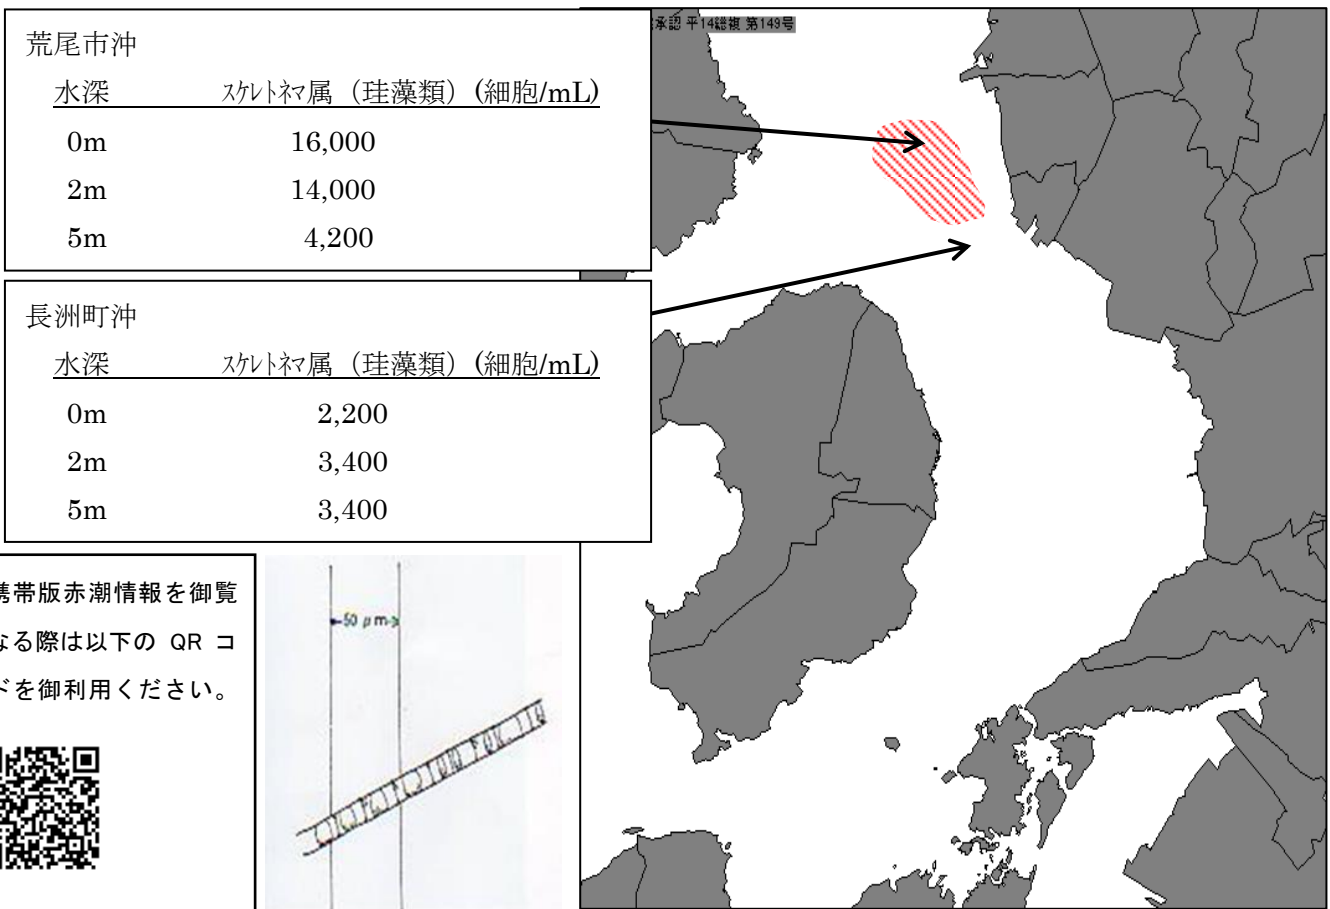 荒尾市沖
水深 スケレトネマ属（珪藻類）(細胞/mL)
0m 16,000
2m 14,000
5m 4,200
長洲町沖
水深 スケレトネマ属（珪藻類）(細胞/mL)
0m 2,200
2m 3,400
5m 3,400
携帯版赤潮情報を御覧
なる際は以下の QR コ
ドを御利用ください。
50 μm
承認 平14総複 第149号